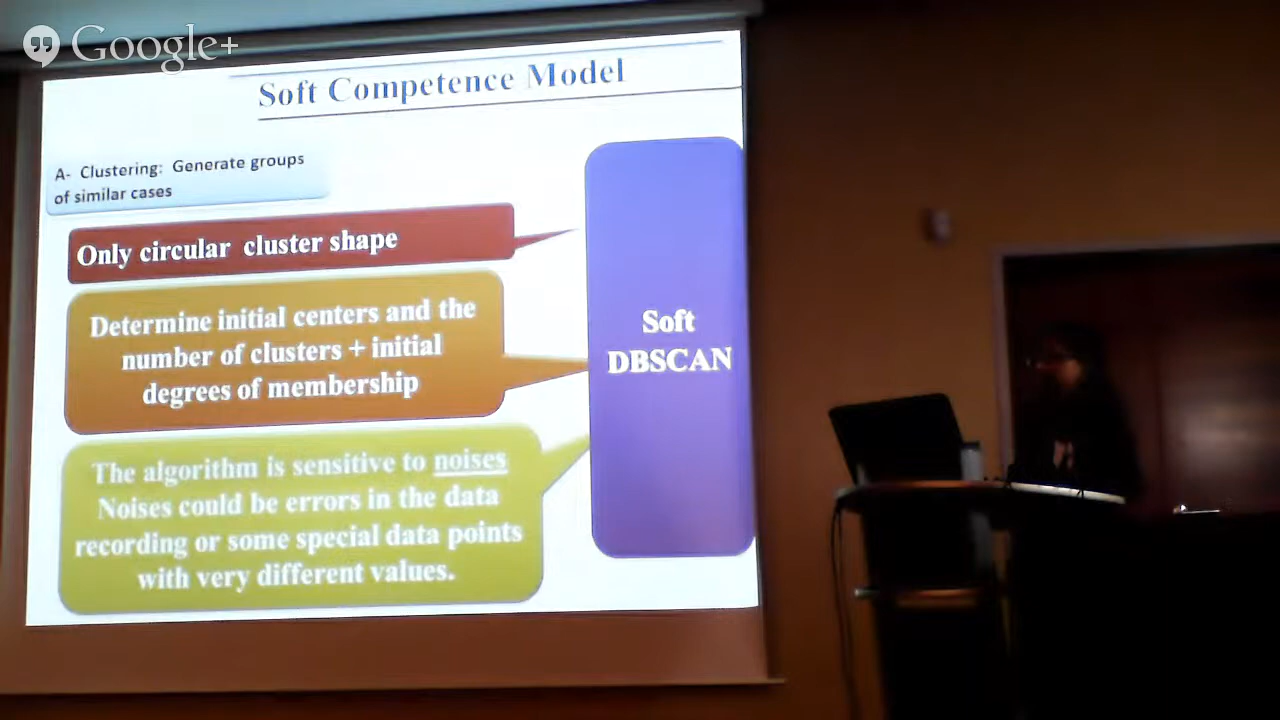 Google+
Soft Competence Model
A- Clustering: Generate groups
of similar cases
Only circular cluster shape
Determine initial centers and the
number of clusters + initial
degrees of membership
The algorithm is sensitive to noises
Noises could be errors in the data
recording or some special data points
with very different values.
Soft
DBSCAN